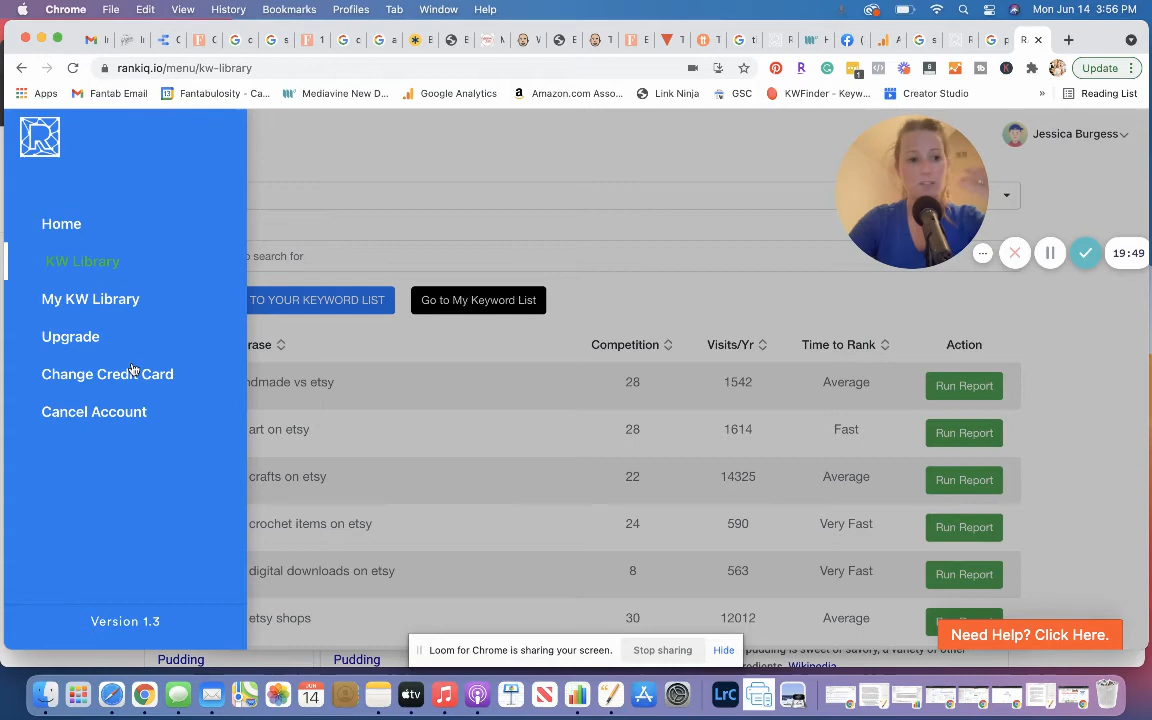 Chrome File Edit View History Bookmarks Profiles Tab Window Help Mon Jun 14 3:56 PM
rankiq.io/menu/kw-library Update
Apps Fantab Email Fantabulosity - Ca... Mediavine New D... Google Analytics Amazon.com Asso... Link Ninja GSC KWFinder - Keyw... Creator Studio » Reading List
Jessica Burgess
Home
KW Library
My KW Library
Upgrade
Change Credit Card
Cancel Account
Version 1.3
o search for
TO YOUR KEYWORD LIST Go to My Keyword List
19:49
rase Competition Visits/Yr Time to Rank Action
ndmade vs etsy 28 1542 Average Run Report
art on etsy 28 1614 Fast Run Report
crafts on etsy 22 14325 Average Run Report
crochet items on etsy 24 590 Very Fast Run Report
digital downloads on etsy 8 563 Very Fast Run Report
etsy shops 30 12012 Average
Need Help? Click Here.
Loom for Chrome is sharing your screen. Stop sharing Hide
Pudding Pudding
Wikipedia
JUN
14
tv
LrC